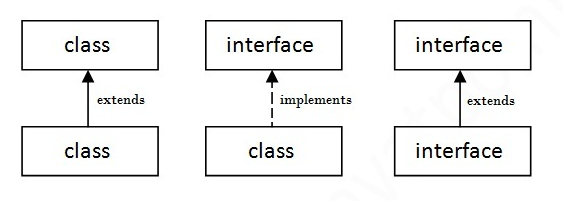 class interface interface
extends implements extends
class class interface